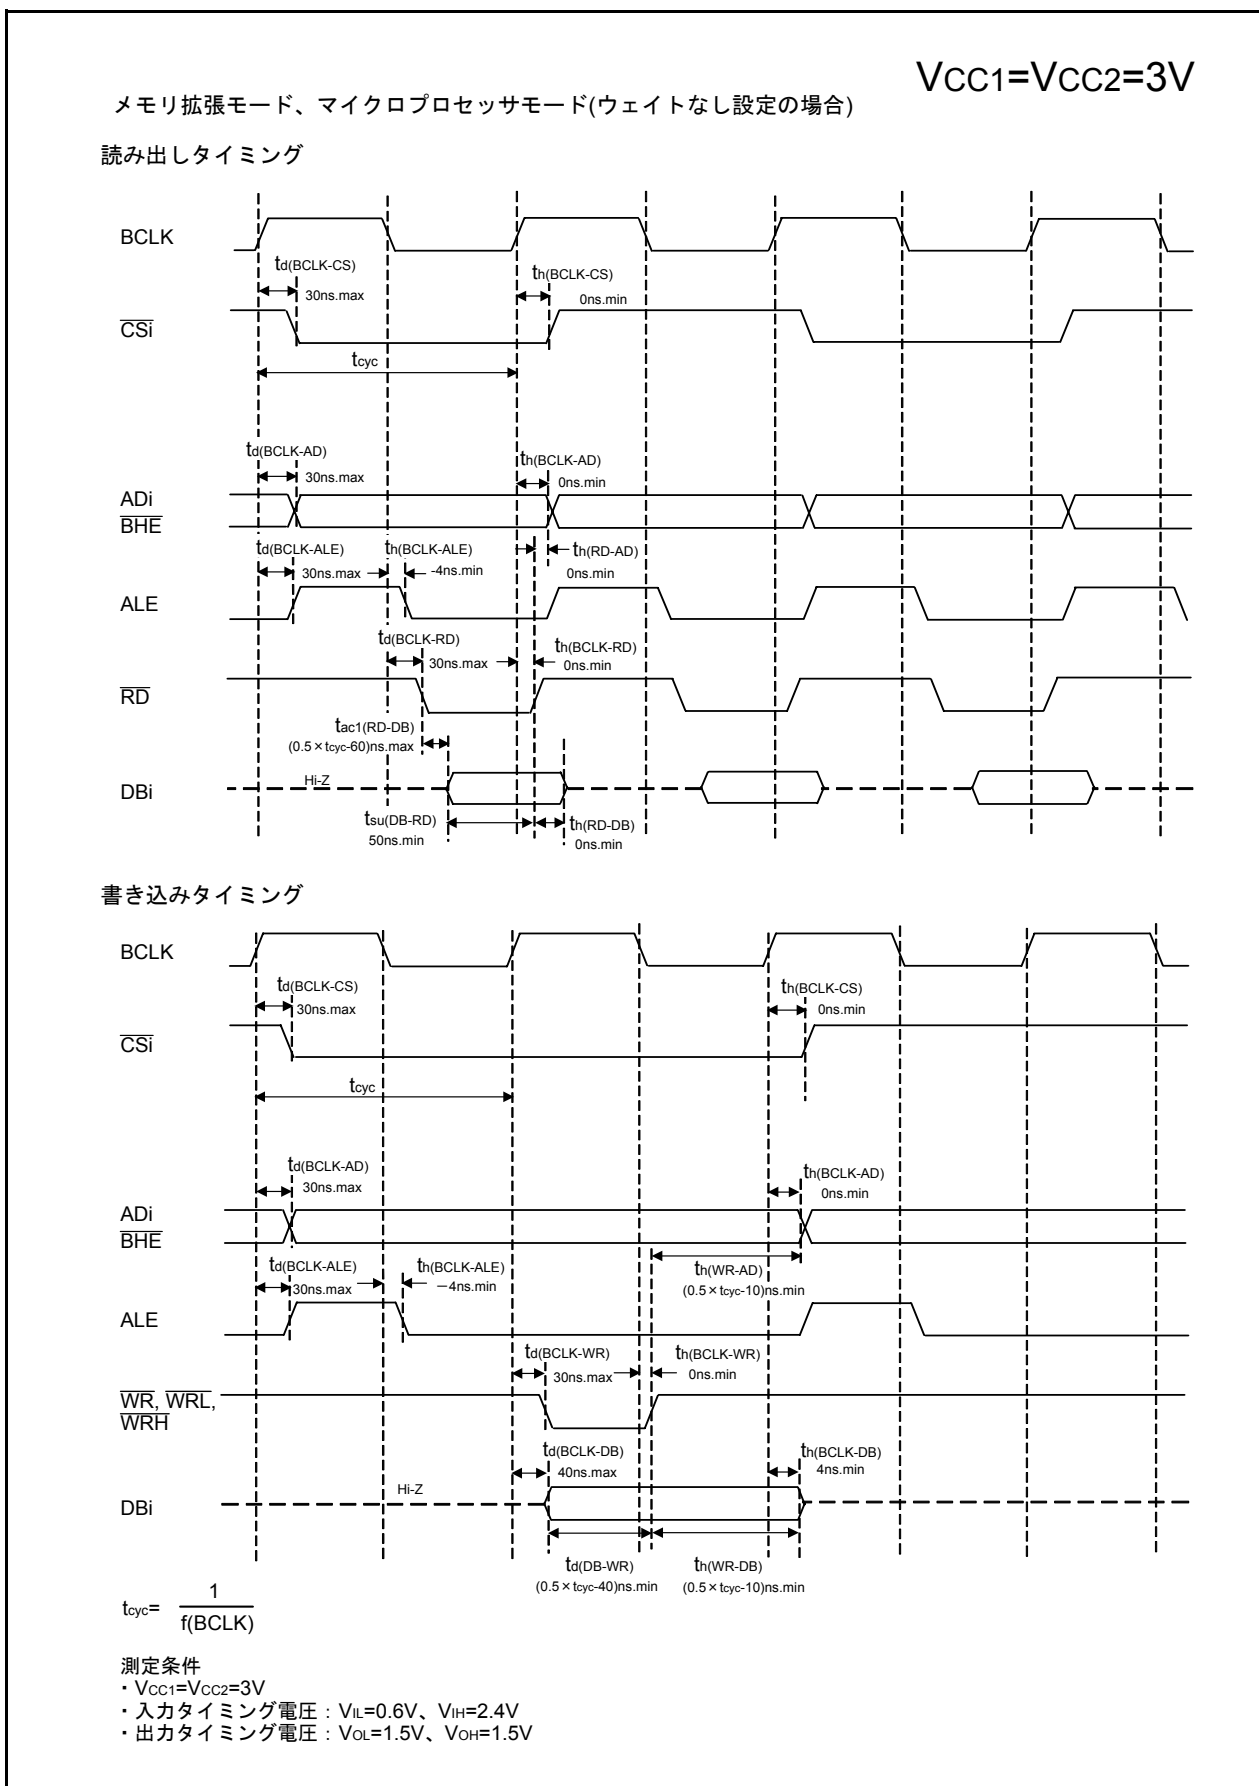 VCC1=VCC2=3V
メモリ拡張モード、マイクロプロセッサモード(ウェイトなし設定の場合)
読み出しタイミング
BCLK
td(BCLK-CS)
30ns.max
th(BCLK-CS)
0ns.min
CSi
tcyc
td(BCLK-AD)
30ns.max
th(BCLK-AD)
0ns.min
ADi
BHE
td(BCLK-ALE)
30ns.max
th(BCLK-ALE)
-4ns.min
th(RD-AD)
0ns.min
ALE
td(BCLK-RD)
30ns.max
th(BCLK-RD)
0ns.min
RD
tac1(RD-DB)
(0.5×tcyc-60)ns.max
Hi-Z
DBi
tsu(DB-RD)
50ns.min
th(RD-DB)
0ns.min
書き込みタイミング
BCLK
td(BCLK-CS)
30ns.max
th(BCLK-CS)
0ns.min
CSi
tcyc
td(BCLK-AD)
30ns.max
th(BCLK-AD)
0ns.min
ADi
BHE
td(BCLK-ALE)
30ns.max
th(BCLK-ALE)
-4ns.min
th(WR-AD)
(0.5×tcyc-10)ns.min
ALE
td(BCLK-WR)
30ns.max
th(BCLK-WR)
0ns.min
WR, WRL,
WRH
td(BCLK-DB)
40ns.max
th(BCLK-DB)
4ns.min
Hi-Z
DBi
td(DB-WR)
(0.5×tcyc-40)ns.min
th(WR-DB)
(0.5×tcyc-10)ns.min
tcyc= 1
f(BCLK)
測定条件
・VCC1=VCC2=3V
・入力タイミング電圧：VIL=0.6V、VIH=2.4V
・出力タイミング電圧：VOL=1.5V、VOH=1.5V